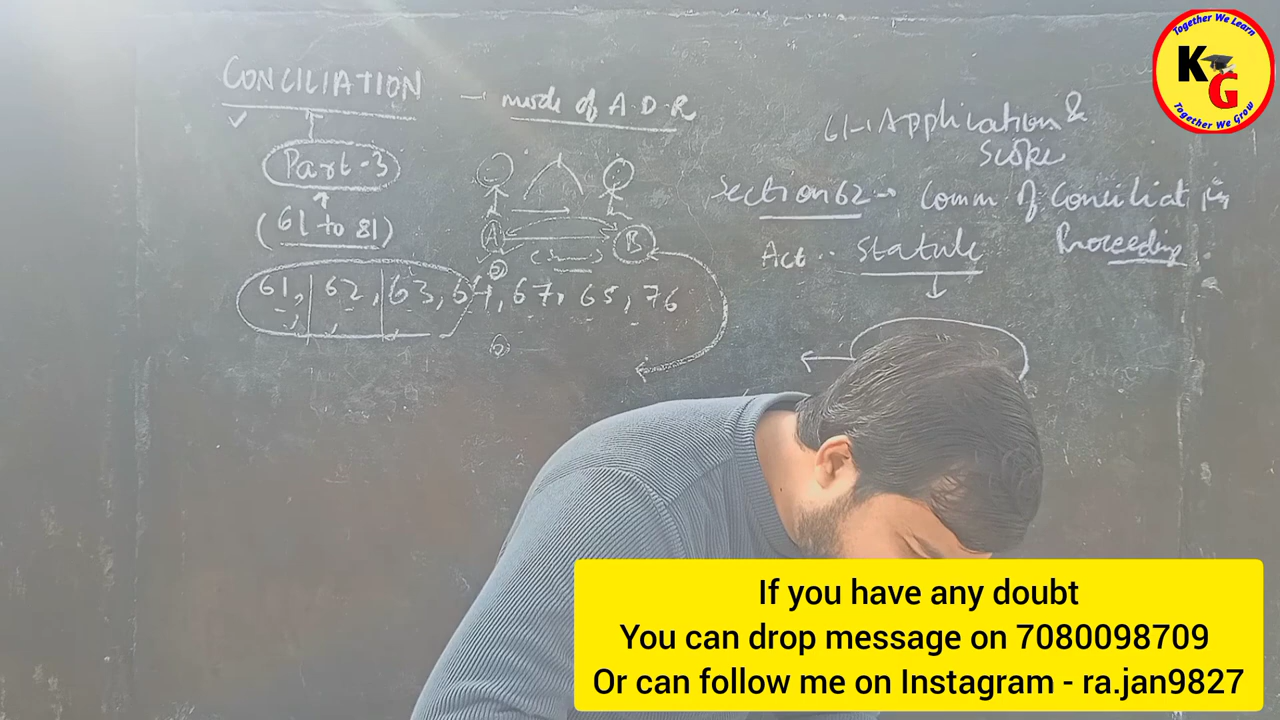 CONCILIATION - mode of A.D.R
Part-3
(61 to 81)
61, 62, 63, 64, 67, 65, 76
A
B
61- Application &
Scope
Section 62 → Comm. of Conciliation
Proceeding
Act .. Statute
Together We Learn
KG
Together We Grow
If you have any doubt
You can drop message on 7080098709
Or can follow me on Instagram - ra.jan9827